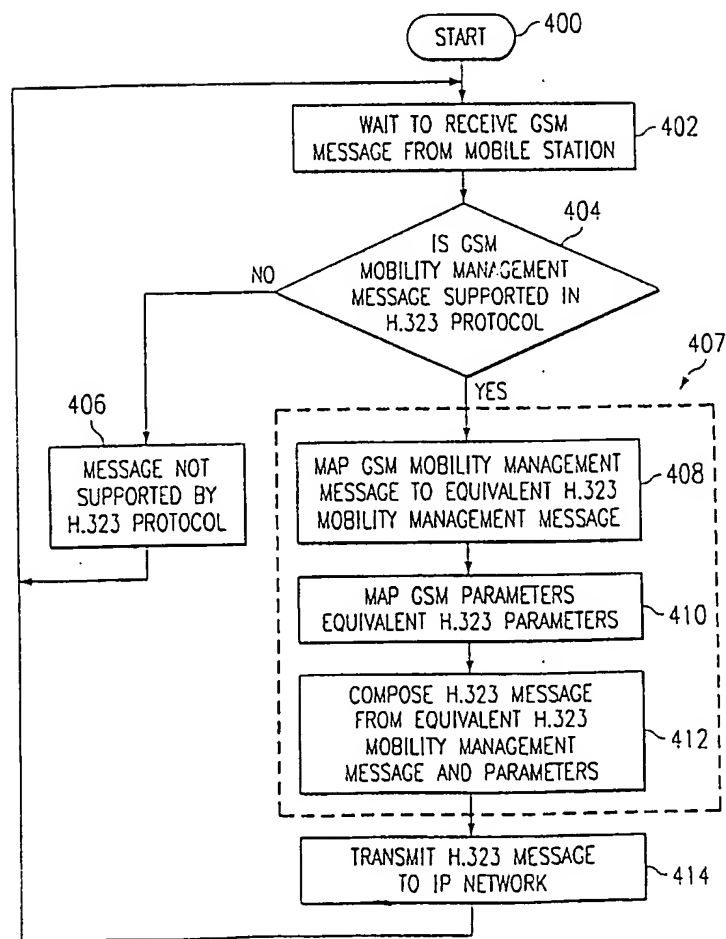 START
400
WAIT TO RECEIVE GSM
MESSAGE FROM MOBILE STATION
402
404
IS GSM
MOBILITY MANAGEMENT
MESSAGE SUPPORTED IN
H.323 PROTOCOL
NO
YES
407
406
MESSAGE NOT
SUPPORTED BY
H.323 PROTOCOL
MAP GSM MOBILITY MANAGEMENT
MESSAGE TO EQUIVALENT H.323
MOBILITY MANAGEMENT MESSAGE
408
MAP GSM PARAMETERS
EQUIVALENT H.323 PARAMETERS
410
COMPOSE H.323 MESSAGE
FROM EQUIVALENT H.323
MOBILITY MANAGEMENT
MESSAGE AND PARAMETERS
412
TRANSMIT H.323 MESSAGE
TO IP NETWORK
414